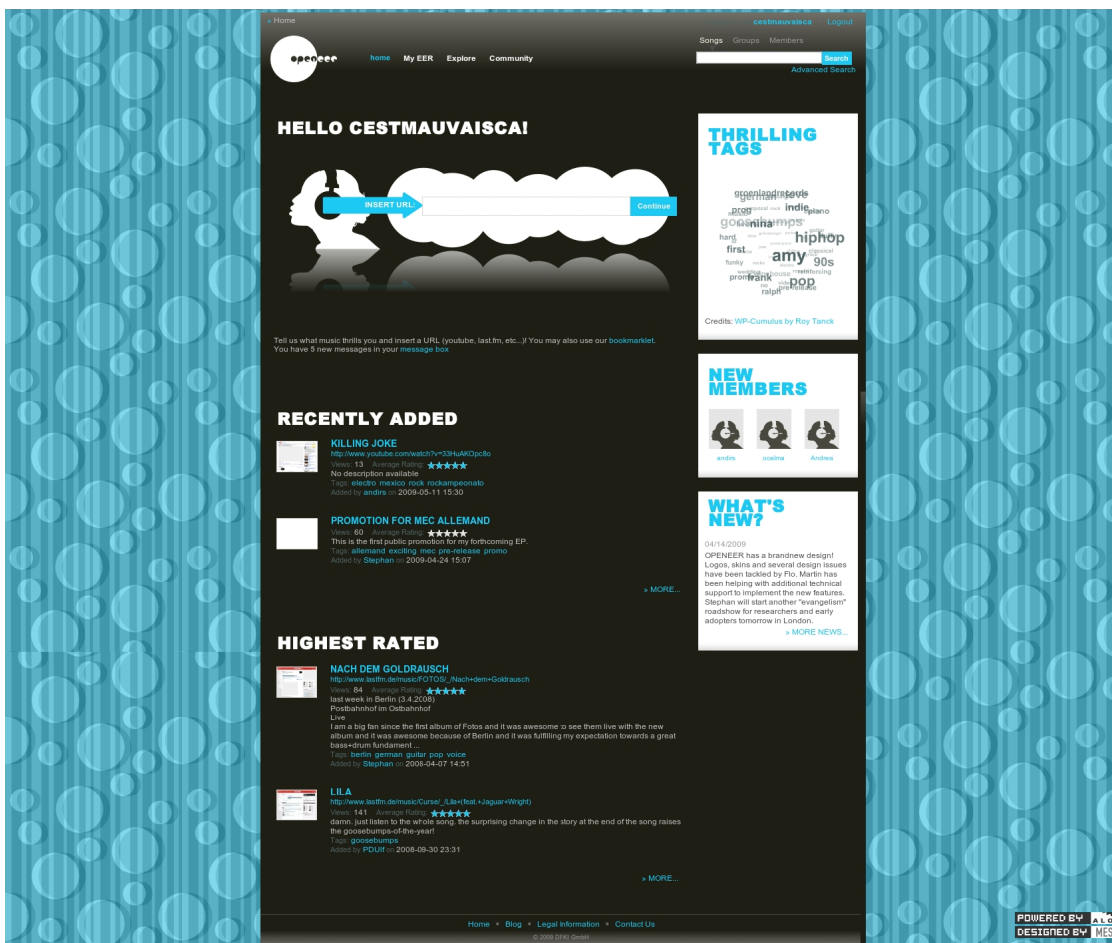 » Home
cestmauvaisca Logout
openeer
home My EER Explore Community
Songs Groups Members
Search
Advanced Search
HELLO CESTMAUVAISCA!
INSERT URL:
Continue
Tell us what music thrills you and insert a URL (youtube, last.fm, etc...)! You may also use our bookmarklet.
You have 5 new messages in your message box
RECENTLY ADDED
KILLING JOKE
http://www.youtube.com/watch?v=33HuAKOpc8o
Views: 13 Average Rating:
No description available
Tags: electro mexico rock rockampeonato
Added by andirs on 2009-05-11 15:30
PROMOTION FOR MEC ALLEMAND
Views: 60 Average Rating:
This is the first public promotion for my forthcoming EP.
Tags: allemand exciting mec pre-release promo
Added by Stephan on 2009-04-24 15:07
» MORE...
HIGHEST RATED
NACH DEM GOLDRAUSCH
http://www.lastfm.de/music/FOTOS/_/Nach+dem+Goldrausch
Views: 84 Average Rating:
last week in Berlin (3.4.2008)
Postbahnhof im Ostbahnhof
Live
I am a big fan since the first album of Fotos and it was awesome to see them live with the new
album and it was awesome because of Berlin and it was fulfilling my expectation towards a great
bass+drum fundament ...
Tags: berlin german guitar pop voice
Added by Stephan on 2008-04-07 14:51
LILA
http://www.lastfm.de/music/Curse/_/Lila+(feat.+Jaguar+Wright)
Views: 141 Average Rating:
damn. just listen to the whole song. the surprising change in the story at the end of the song raises
the goosebumps-of-the-year!
Tags: goosebumps
Added by PDUlf on 2008-09-30 23:31
» MORE...
THRILLING
TAGS
groenlandrecords
german
prog indie piano
goosebumps
nina
hard hiphop
first classical
amy
funky 90s
house reinforcing
promo frank pop
pre-release
ralph
Credits: WP-Cumulus by Roy Tanck
NEW
MEMBERS
andirs ocelma Andrea
WHAT'S
NEW?
04/14/2009
OPENEER has a brandnew design!
Logos, skins and several design issues
have been tackled by Flo. Martin has
been helping with additional technical
support to implement the new features.
Stephan will start another "evangelism"
roadshow for researchers and early
adopters tomorrow in London.
» MORE NEWS...
Home • Blog • Legal Information • Contact Us
© 2009 DFKI GmbH
POWERED BY
DESIGNED BY